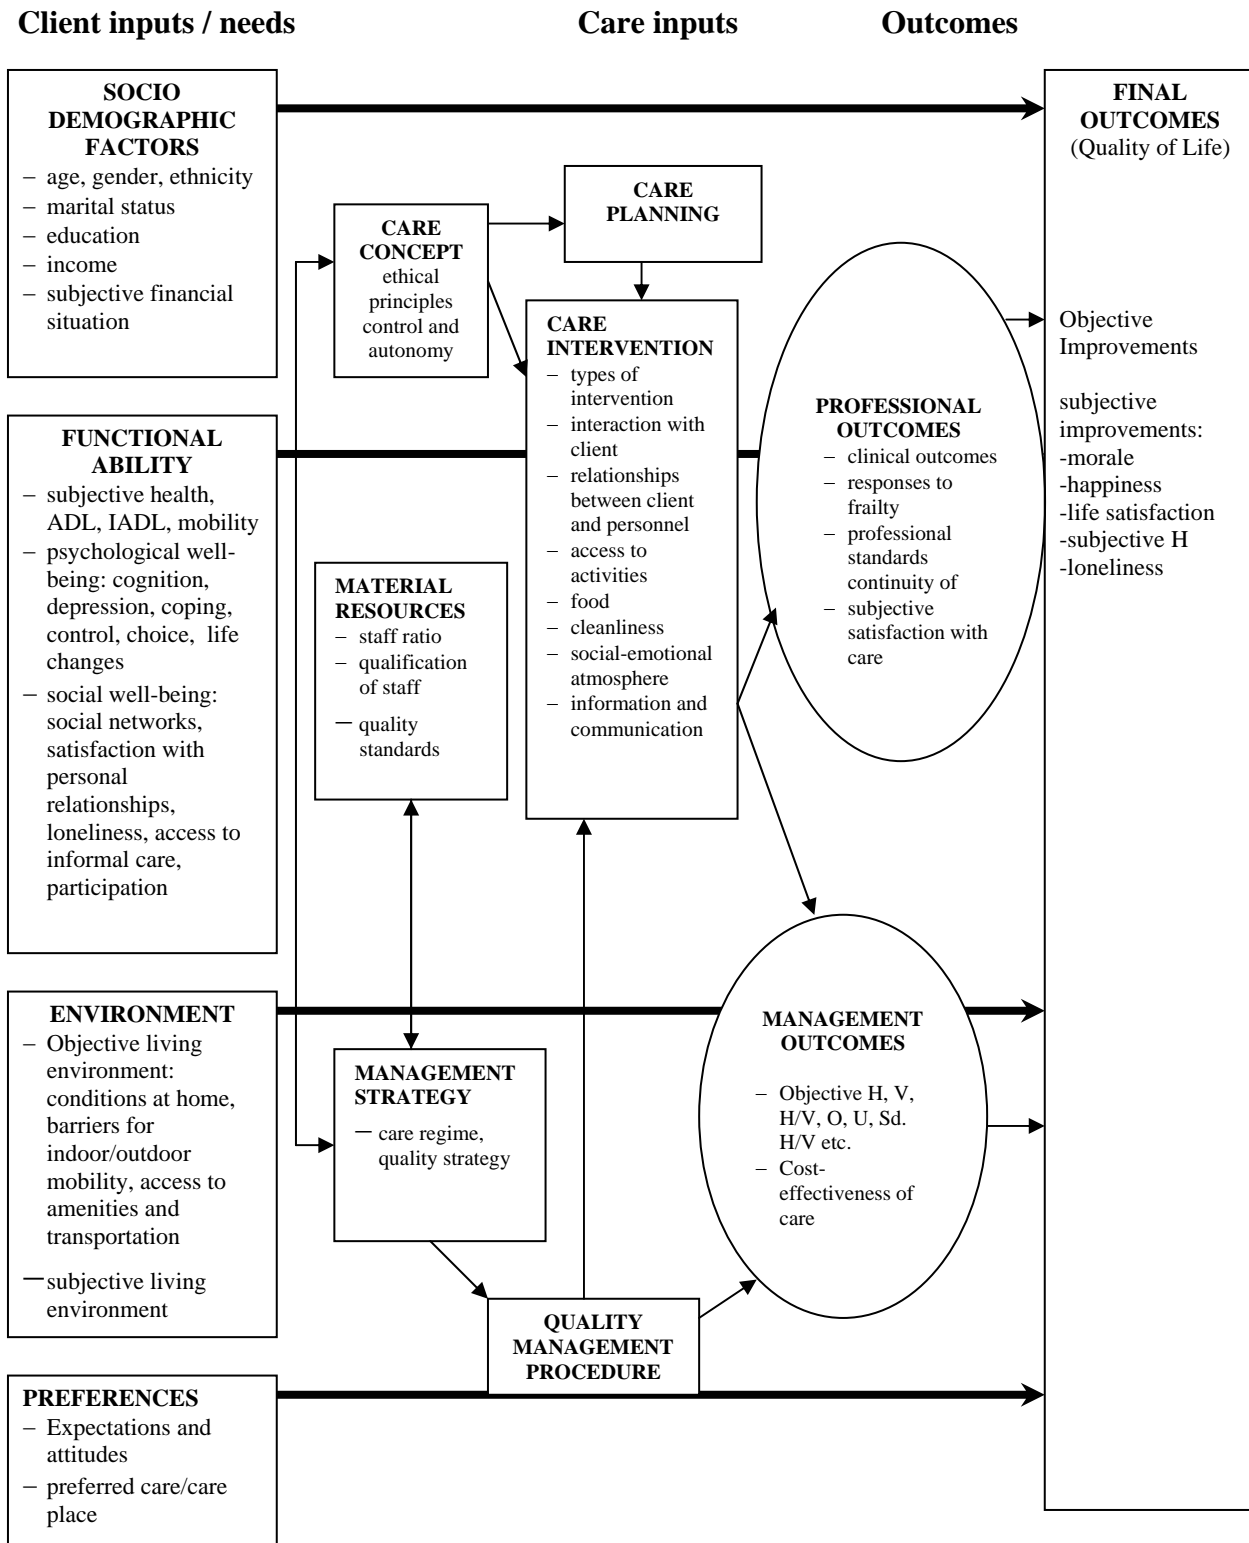 Client inputs / needs
Care inputs
Outcomes
SOCIO
DEMOGRAPHIC
FACTORS
– age, gender, ethnicity
– marital status
– education
– income
– subjective financial
situation
FUNCTIONAL
ABILITY
– subjective health,
ADL, IADL, mobility
– psychological well-
being: cognition,
depression, coping,
control, choice, life
changes
– social well-being:
social networks,
satisfaction with
personal
relationships,
loneliness, access to
informal care,
participation
ENVIRONMENT
– Objective living
environment:
conditions at home,
barriers for
indoor/outdoor
mobility, access to
amenities and
transportation
– subjective living
environment
PREFERENCES
– Expectations and
attitudes
– preferred care/care
place
CARE
CONCEPT
ethical
principles
control and
autonomy
CARE
PLANNING
CARE
INTERVENTION
– types of
intervention
– interaction with
client
– relationships
between client
and personnel
– access to
activities
– food
– cleanliness
– social-emotional
atmosphere
– information and
communication
MATERIAL
RESOURCES
– staff ratio
– qualification
of staff
– quality
standards
MANAGEMENT
STRATEGY
– care regime,
quality strategy
QUALITY
MANAGEMENT
PROCEDURE
PROFESSIONAL
OUTCOMES
– clinical outcomes
– responses to
frailty
– professional
standards
continuity of
– subjective
satisfaction with
care
MANAGEMENT
OUTCOMES
– Objective H, V,
H/V, O, U, Sd.
H/V etc.
– Cost-
effectiveness of
care
FINAL
OUTCOMES
(Quality of Life)
Objective
Improvements
subjective
improvements:
-morale
-happiness
-life satisfaction
-subjective H
-loneliness